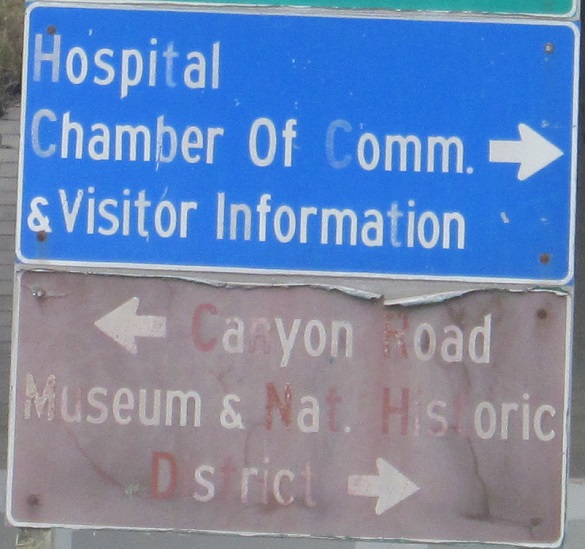 Hospital
Chamber Of Comm.
& Visitor Information
Canyon Road
Museum & Nat. Historic
District